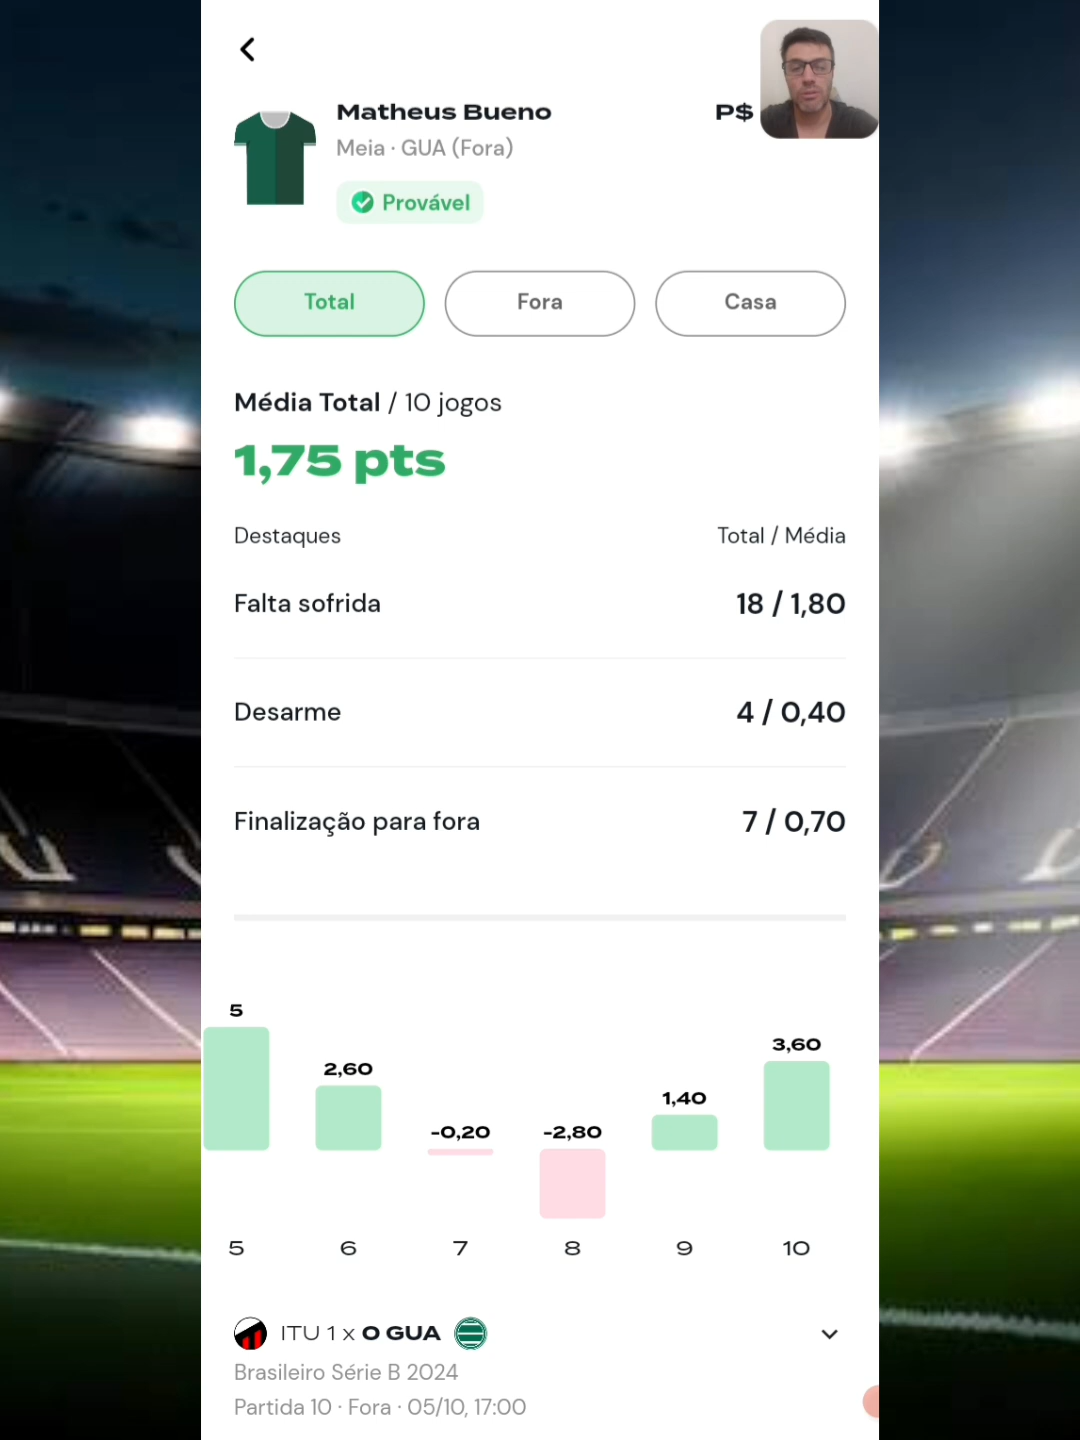 Matheus Bueno
P$
Meia · GUA (Fora)
Provável
Total
Fora
Casa
Média Total / 10 jogos
1,75 pts
Destaques
Total / Média
Falta sofrida
18 / 1,80
Desarme
4 / 0,40
Finalização para fora
7 / 0,70
5
2,60
-0,20
-2,80
1,40
3,60
5
6
7
8
9
10
ITU 1 x 0 GUA
Brasileiro Série B 2024
Partida 10 · Fora · 05/10, 17:00